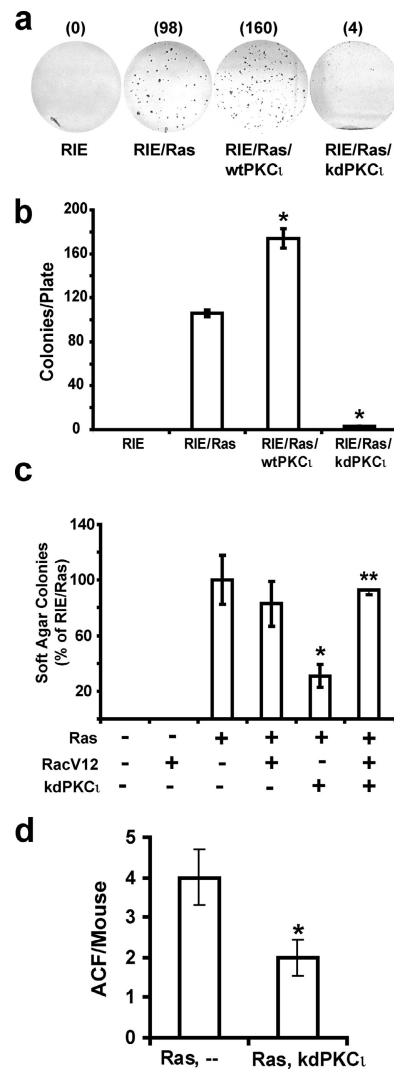 a
(0) (98) (160) (4)
RIE RIE/Ras RIE/Ras/ RIE/Ras/
wtPKCι kdPKCι
b
Colonies/Plate
200
160
120
80
40
0
*
*
RIE RIE/Ras RIE/Ras/ RIE/Ras/
wtPKCι kdPKCι
c
Soft Agar Colonies
(% of RIE/Ras)
140
100
60
20
*
**
Ras - - + + + +
RacV12 - + - + - +
kdPKCι - - - - + +
d
ACF/Mouse
5
4
3
2
1
0
*
Ras, -- Ras, kdPKCι